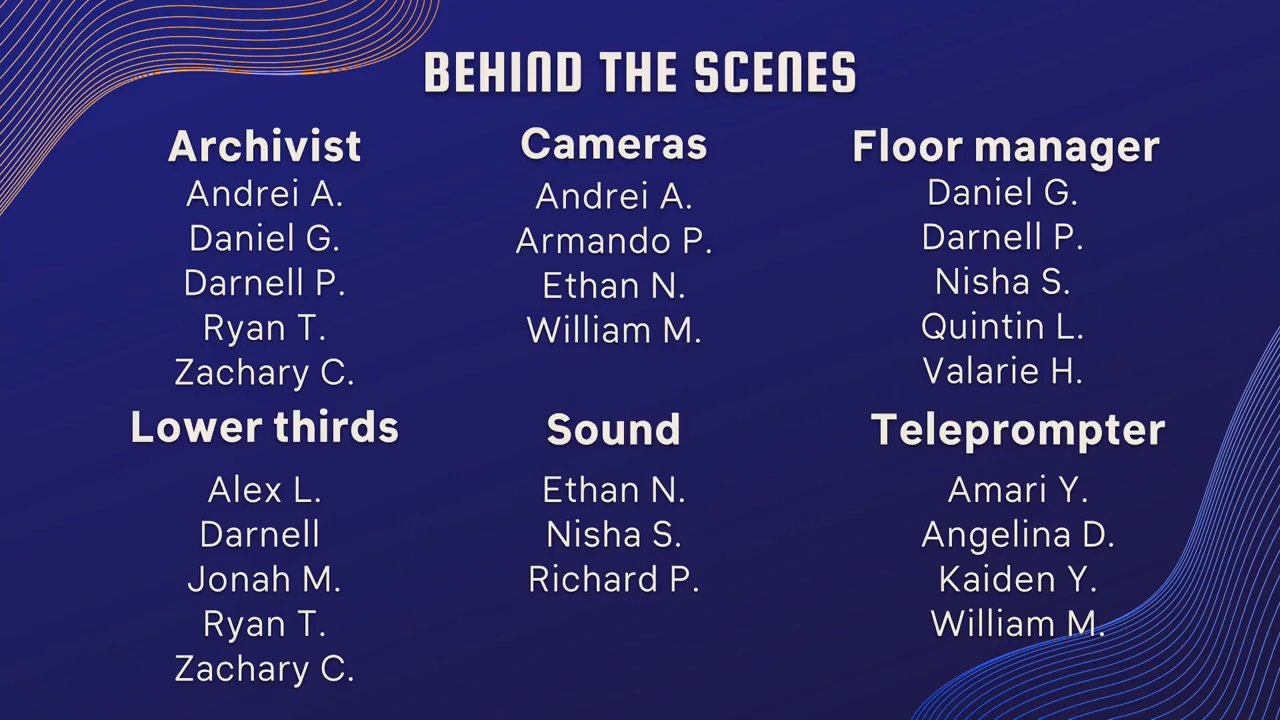 BEHIND THE SCENES
Archivist
Andrei A.
Daniel G.
Darnell P.
Ryan T.
Zachary C.
Cameras
Andrei A.
Armando P.
Ethan N.
William M.
Floor manager
Daniel G.
Darnell P.
Nisha S.
Quintin L.
Valarie H.
Lower thirds
Alex L.
Darnell
Jonah M.
Ryan T.
Zachary C.
Sound
Ethan N.
Nisha S.
Richard P.
Teleprompter
Amari Y.
Angelina D.
Kaiden Y.
William M.